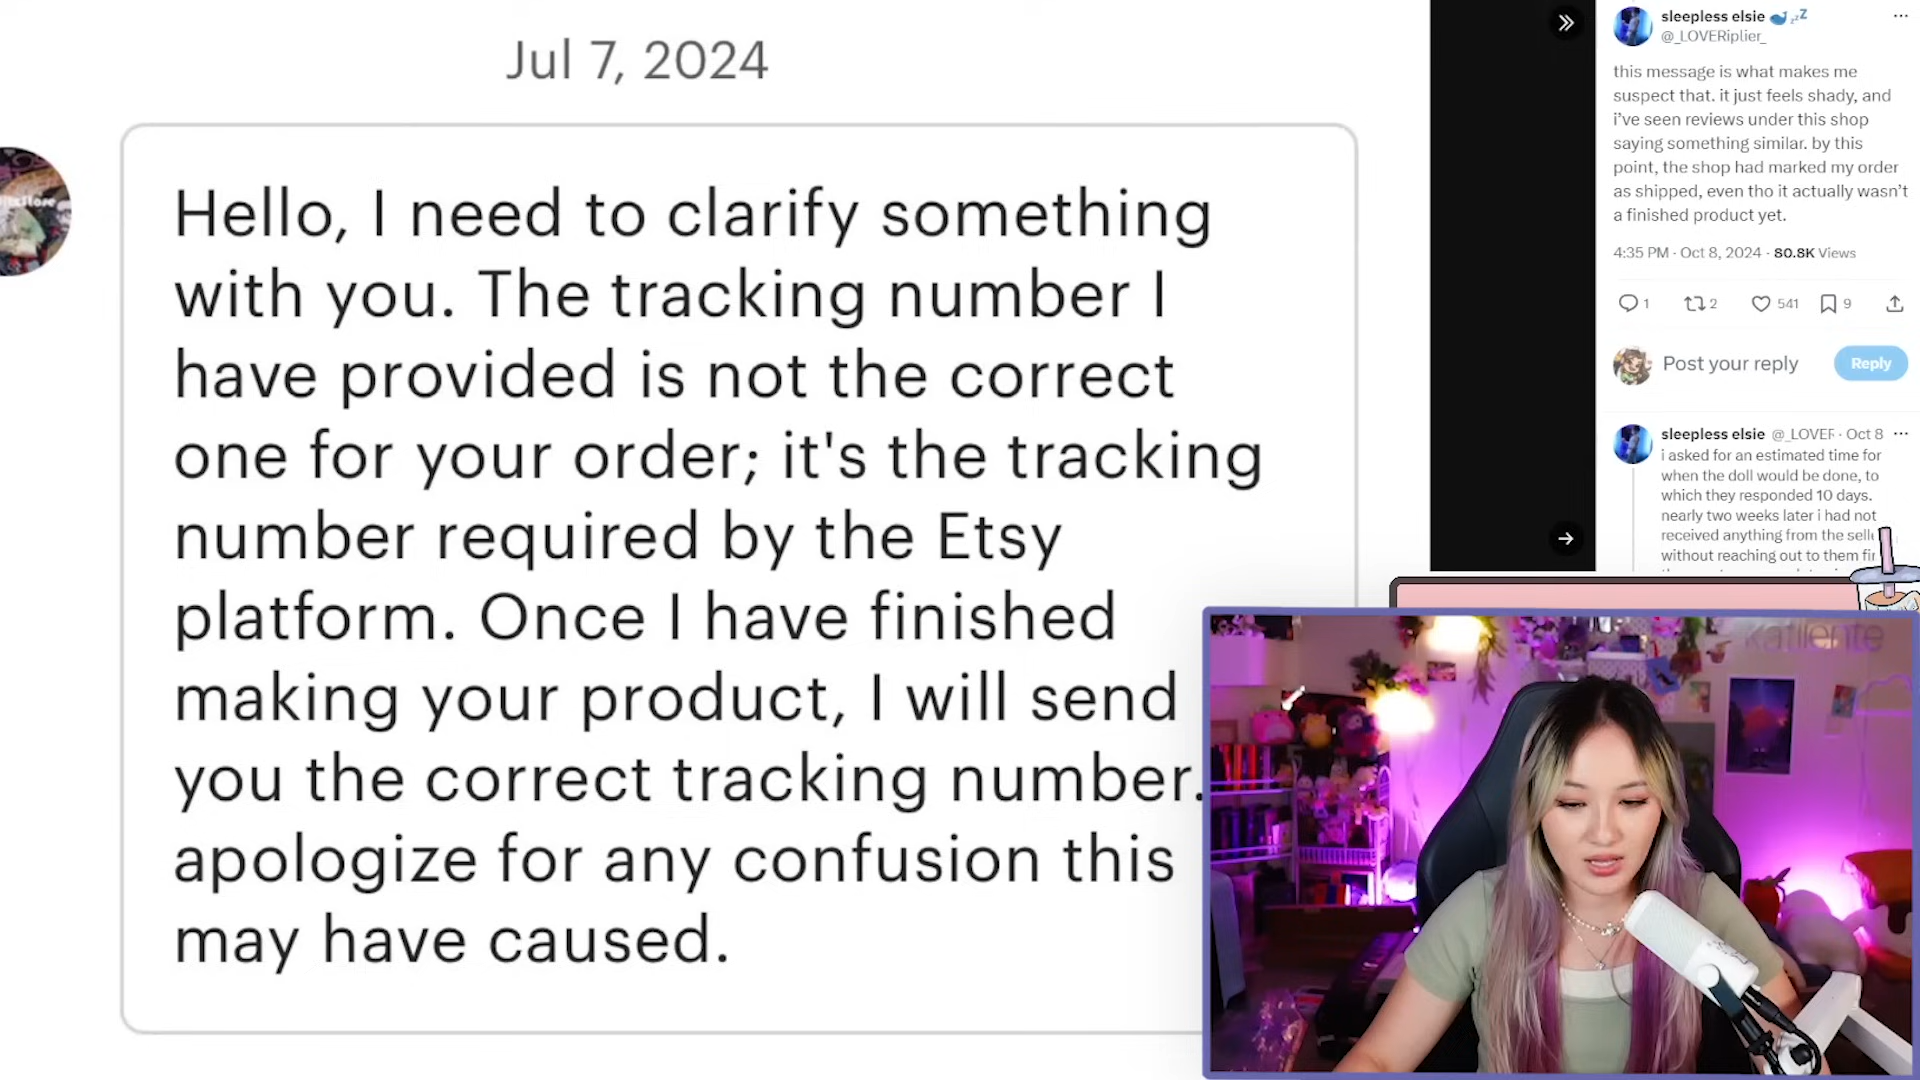 Jul 7, 2024
Hello, I need to clarify something
with you. The tracking number I
have provided is not the correct
one for your order; it's the tracking
number required by the Etsy
platform. Once I have finished
making your product, I will send
you the correct tracking number.
apologize for any confusion this
may have caused.
sleepless elsie
@_LOVERiplier_
this message is what makes me
suspect that. it just feels shady, and
i've seen reviews under this shop
saying something similar. by this
point, the shop had marked my order
as shipped, even tho it actually wasn't
a finished product yet.
4:35 PM · Oct 8, 2024 · 80.8K Views
1 2 541 9
Post your reply Reply
sleepless elsie @_LOVER · Oct 8
i asked for an estimated time for
when the doll would be done, to
which they responded 10 days.
nearly two weeks later i had not
received anything from the
without reaching out to them